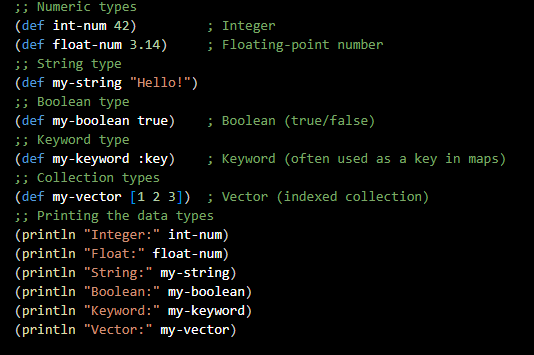 ;; Numeric types
(def int-num 42)         ; Integer
(def float-num 3.14)     ; Floating-point number
;; String type
(def my-string "Hello!")
;; Boolean type
(def my-boolean true)    ; Boolean (true/false)
;; Keyword type
(def my-keyword :key)    ; Keyword (often used as a key in maps)
;; Collection types
(def my-vector [1 2 3])  ; Vector (indexed collection)
;; Printing the data types
(println "Integer:" int-num)
(println "Float:" float-num)
(println "String:" my-string)
(println "Boolean:" my-boolean)
(println "Keyword:" my-keyword)
(println "Vector:" my-vector)